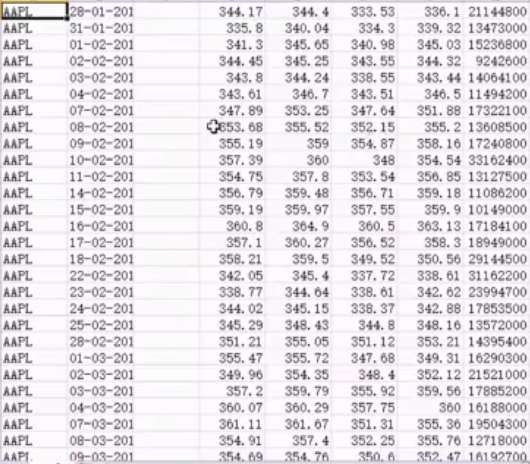 AAPL 28-01-201 344.17 344.4 333.53 336.1 21144800
AAPL 31-01-201 335.8 340.04 334.3 339.32 13473000
AAPL 01-02-201 341.3 345.65 340.98 345.03 15236800
AAPL 02-02-201 344.45 345.25 343.55 344.32 9242600
AAPL 03-02-201 343.8 344.24 338.55 343.44 14064100
AAPL 04-02-201 343.61 346.7 343.51 346.5 11494200
AAPL 07-02-201 347.89 353.25 347.64 351.88 17322100
AAPL 08-02-201 353.68 355.52 352.15 355.2 13608500
AAPL 09-02-201 355.19 359 354.87 358.16 17240800
AAPL 10-02-201 357.39 360 348 354.54 33162400
AAPL 11-02-201 354.75 357.8 353.54 356.85 13127500
AAPL 14-02-201 356.79 359.48 356.71 359.18 11086200
AAPL 15-02-201 359.19 359.97 357.55 359.9 10149000
AAPL 16-02-201 360.8 364.9 360.5 363.13 17184100
AAPL 17-02-201 357.1 360.27 356.52 358.3 18949000
AAPL 18-02-201 358.21 359.5 349.52 350.56 29144500
AAPL 22-02-201 342.05 345.4 337.72 338.61 31162200
AAPL 23-02-201 338.77 344.64 338.61 342.62 23994700
AAPL 24-02-201 344.02 345.15 338.37 342.88 17853500
AAPL 25-02-201 345.29 348.43 344.8 348.16 13572000
AAPL 28-02-201 351.21 355.05 351.12 353.21 14395400
AAPL 01-03-201 355.47 355.72 347.68 349.31 16290300
AAPL 02-03-201 349.96 354.35 348.4 352.12 21521000
AAPL 03-03-201 357.2 359.79 355.92 359.56 17885200
AAPL 04-03-201 360.07 360.29 357.75 360 16188000
AAPL 07-03-201 361.11 361.67 351.31 355.36 19504300
AAPL 08-03-201 354.91 357.4 352.25 355.76 12718000
AAPL 09-03-201 354.69 354.76 350.6 352.47 16192700